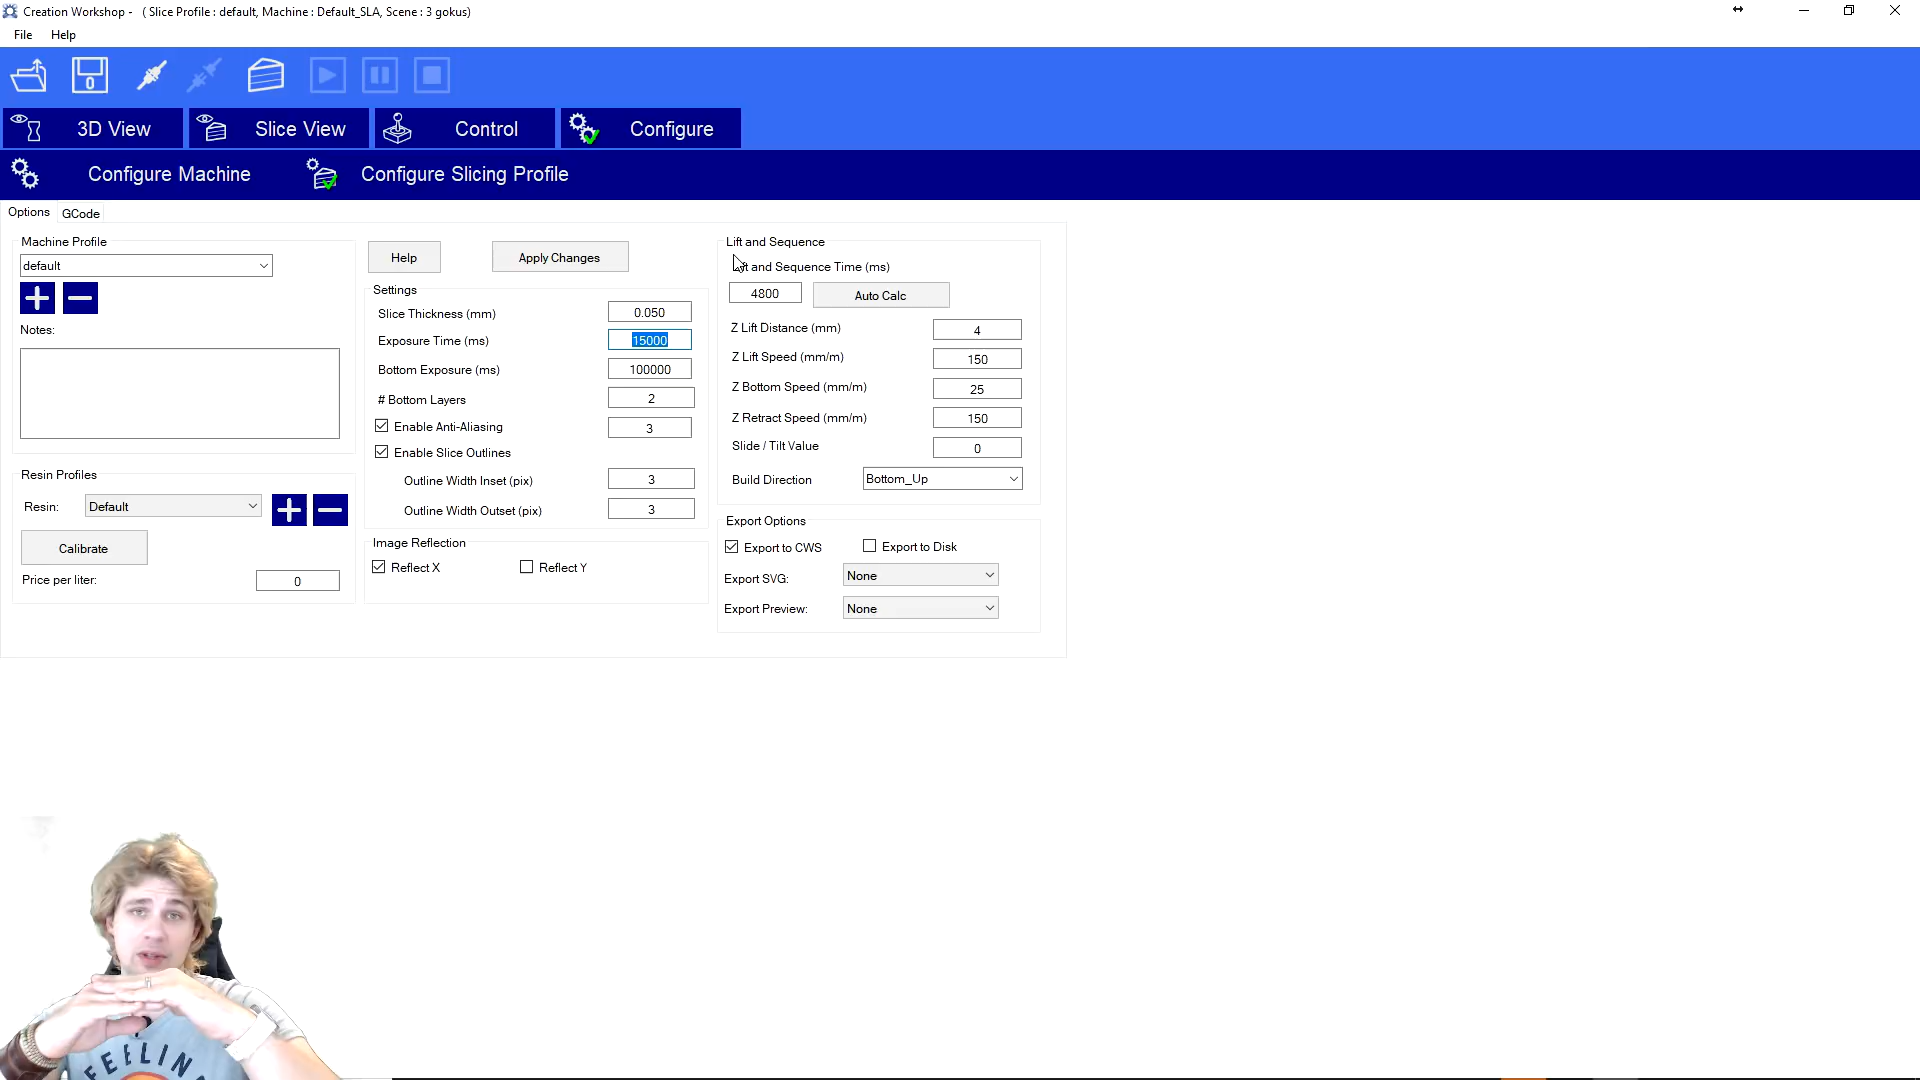 Creation Workshop -   ( Slice Profile : default, Machine : Default_SLA, Scene : 3 gokus)
File Help
3D View Slice View Control Configure
Configure Machine Configure Slicing Profile
Options GCode
Machine Profile
default
Notes:
Resin Profiles
Resin: Default
Calibrate
Price per liter: 0
Help Apply Changes
Settings
Slice Thickness (mm) 0.050
Exposure Time (ms) 15000
Bottom Exposure (ms) 100000
# Bottom Layers 2
Enable Anti-Aliasing 3
Enable Slice Outlines
Outline Width Inset (pix) 3
Outline Width Outset (pix) 3
Image Reflection
Reflect X Reflect Y
Lift and Sequence
and Sequence Time (ms)
4800 Auto Calc
Z Lift Distance (mm) 4
Z Lift Speed (mm/m) 150
Z Bottom Speed (mm/m) 25
Z Retract Speed (mm/m) 150
Slide / Tilt Value 0
Build Direction Bottom_Up
Export Options
Export to CWS Export to Disk
Export SVG: None
Export Preview: None